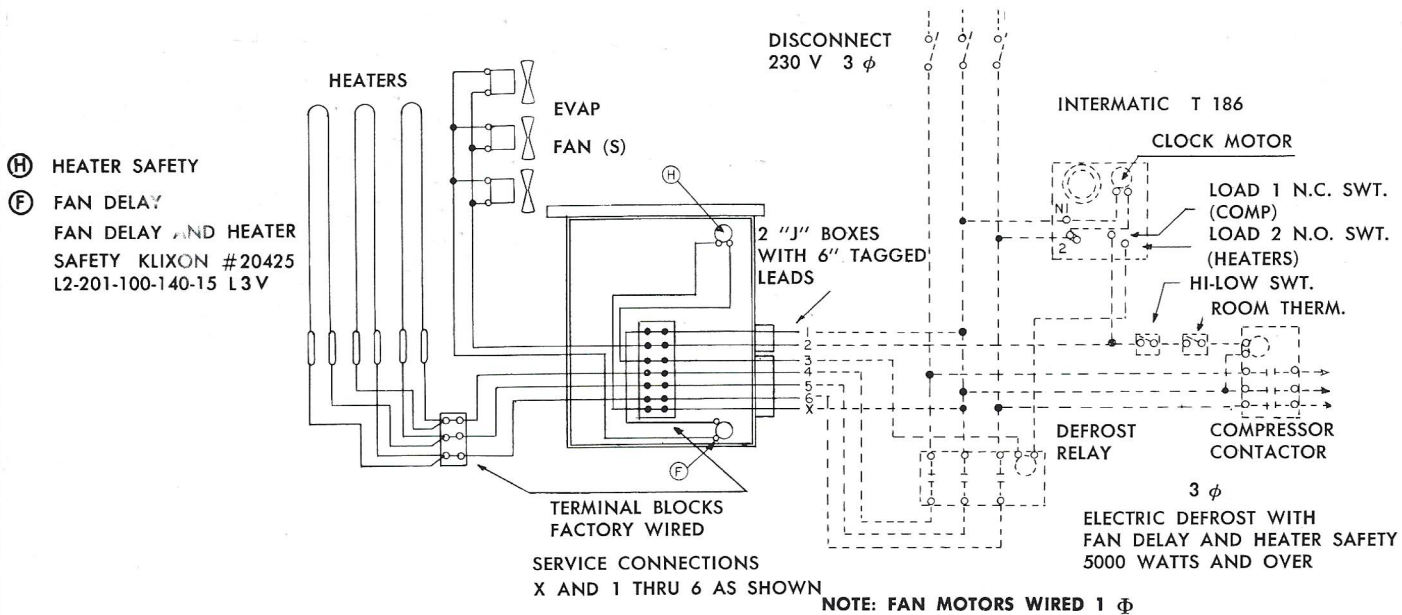 DISCONNECT
230 V 3 ϕ
HEATERS
EVAP
FAN (S)
INTERMATIC T 186
CLOCK MOTOR
Ⓗ HEATER SAFETY
Ⓕ FAN DELAY
FAN DELAY AND HEATER
SAFETY KLIXON #20425
L2-201-100-140-15 L3V
H
N1
2
LOAD 1 N.C. SWT.
(COMP)
LOAD 2 N.O. SWT.
(HEATERS)
2 "J" BOXES
WITH 6" TAGGED
LEADS
HI-LOW SWT.
ROOM THERM.
1
2
3
4
5
6
X
F
DEFROST
RELAY
COMPRESSOR
CONTACTOR
TERMINAL BLOCKS
FACTORY WIRED
3 ϕ
ELECTRIC DEFROST WITH
FAN DELAY AND HEATER SAFETY
5000 WATTS AND OVER
SERVICE CONNECTIONS
X AND 1 THRU 6 AS SHOWN
NOTE: FAN MOTORS WIRED 1 Φ